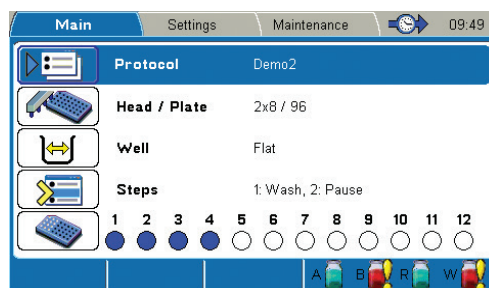 Main Settings Maintenance 09:49
Protocol Demo2
Head / Plate 2x8 / 96
Well Flat
Steps 1: Wash, 2: Pause
1 2 3 4 5 6 7 8 9 10 11 12
A B R W